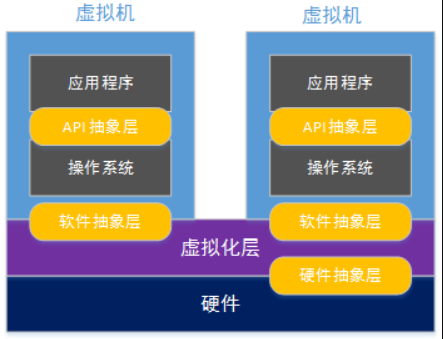 虚拟机
虚拟机
应用程序
应用程序
API 抽象层
API 抽象层
操作系统
操作系统
软件抽象层
软件抽象层
虚拟化层
硬件抽象层
硬件